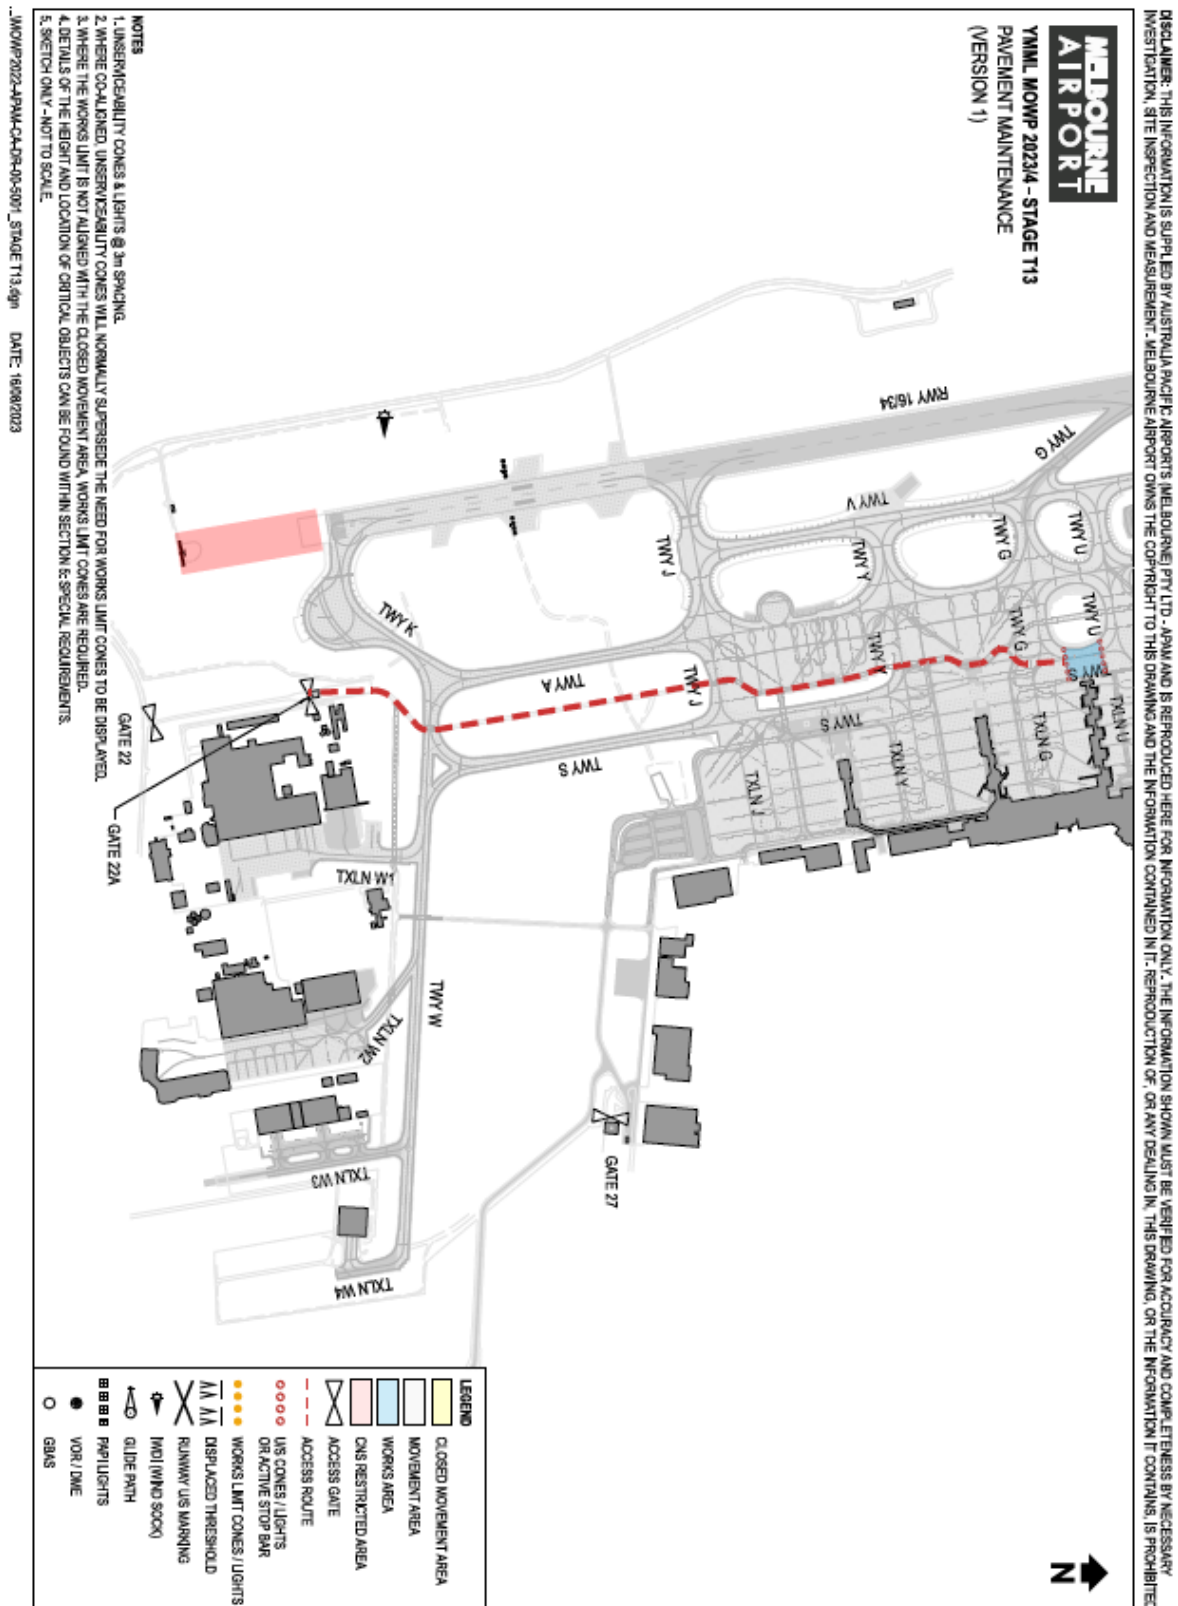 DISCLAIMER: THIS INFORMATION IS SUPPLIED BY AUSTRALIA PACIFIC AIRPORTS (MELBOURNE) PTY LTD - APAM AND IS REPRODUCED HERE FOR INFORMATION ONLY. THE INFORMATION SHOWN MUST BE VERIFIED FOR ACCURACY AND COMPLETENESS BY NECESSARY
INVESTIGATION, SITE INSPECTION AND MEASUREMENT. MELBOURNE AIRPORT OWNS THE COPYRIGHT TO THIS DRAWING AND THE INFORMATION CONTAINED IN IT. REPRODUCTION OF, OR ANY DEALING IN, THIS DRAWING, OR THE INFORMATION IT CONTAINS, IS PROHIBITED
MELBOURNE
AIRPORT
YMML MOWP 2023/4 - STAGE T13
PAVEMENT MAINTENANCE
(VERSION 1)
RWY 16/34
TWY G
TWY V
TWY G
TWY U
TWY J
TWY Y
TWY U
TWY G
TWY K
TWY Y
TWY S
TWY A
TWY J
TWY S
TXLN U
TXLN G
TWY S
TXLN Y
TXLN J
GATE 22
GATE 22A
TXLN W1
TWY W
TXLN W2
GATE 27
TXLN W3
TXLN W4
N
NOTES
1. UNSERVICEABILITY CONES & LIGHTS @ 3m SPACING.
2. WHERE CO-ALIGNED, UNSERVICEABILITY CONES WILL NORMALLY SUPERSEDE THE NEED FOR WORKS LIMIT CONES TO BE DISPLAYED.
3. WHERE THE WORKS LIMIT IS NOT ALIGNED WITH THE CLOSED MOVEMENT AREA, WORKS LIMIT CONES ARE REQUIRED.
4. DETAILS OF THE HEIGHT AND LOCATION OF CRITICAL OBJECTS CAN BE FOUND WITHIN SECTION 5: SPECIAL REQUIREMENTS.
5. SKETCH ONLY - NOT TO SCALE.
LEGEND
CLOSED MOVEMENT AREA
MOVEMENT AREA
WORKS AREA
CNS RESTRICTED AREA
ACCESS GATE
ACCESS ROUTE
U/S CONES / LIGHTS
OR ACTIVE STOP BAR
WORKS LIMIT CONES / LIGHTS
DISPLACED THRESHOLD
RUNWAY U/S MARKING
IWDI (WIND SOCK)
GLIDE PATH
PAPI LIGHTS
VOR / DME
GBAS
...\MOWP2022-APAM-CA-DR-00-5001_STAGE T13.dgn DATE: 16/08/2023